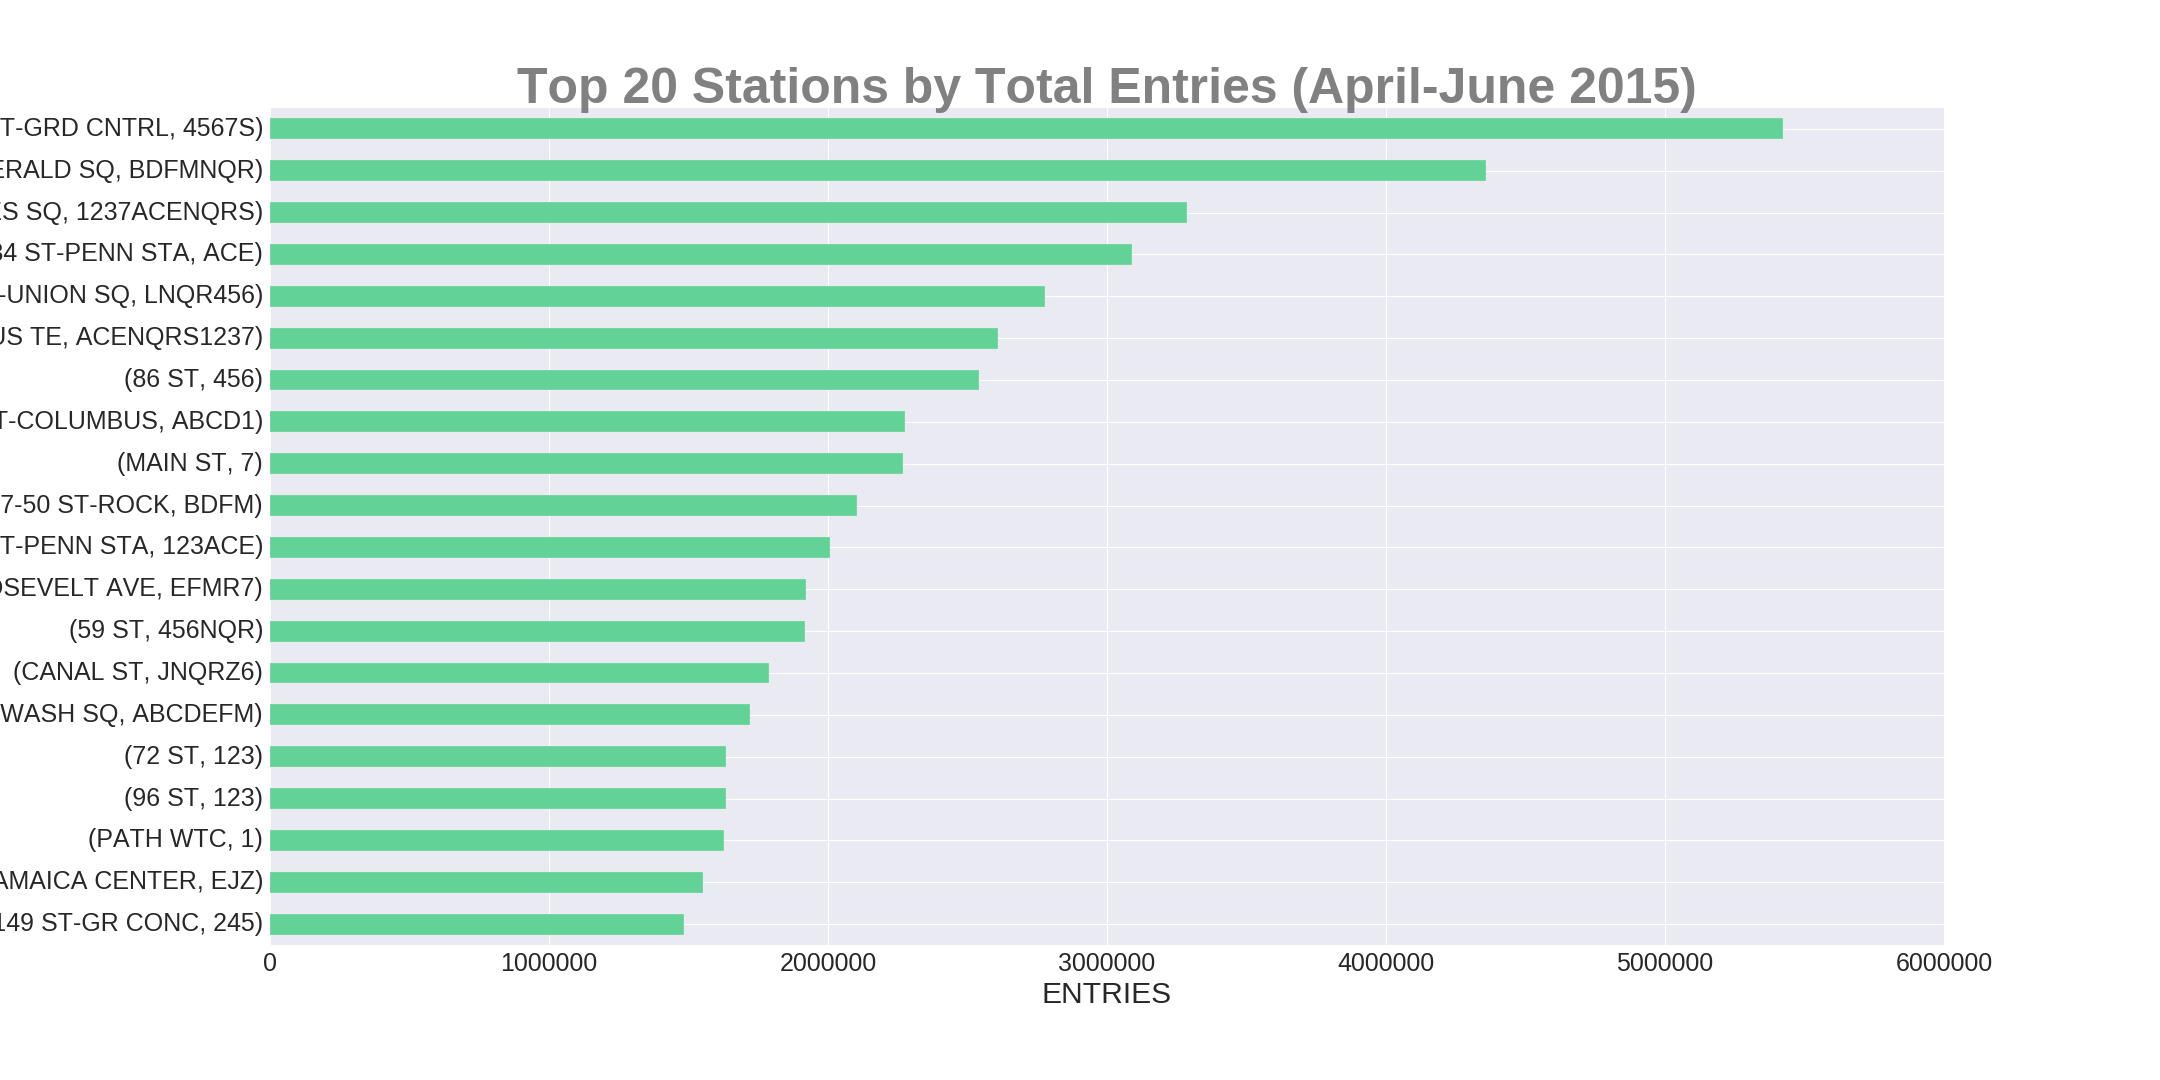 Top 20 Stations by Total Entries (April-June 2015)
T-GRD CNTRL, 4567S)
ERALD SQ, BDFMNQR)
ES SQ, 1237ACENQRS)
34 ST-PENN STA, ACE)
-UNION SQ, LNQR456)
US TE, ACENQRS1237)
(86 ST, 456)
T-COLUMBUS, ABCD1)
(MAIN ST, 7)
7-50 ST-ROCK, BDFM)
T-PENN STA, 123ACE)
OSEVELT AVE, EFMR7)
(59 ST, 456NQR)
(CANAL ST, JNQRZ6)
WASH SQ, ABCDEFM)
(72 ST, 123)
(96 ST, 123)
(PATH WTC, 1)
AMAICA CENTER, EJZ)
149 ST-GR CONC, 245)
0 1000000 2000000 3000000 4000000 5000000 6000000
ENTRIES